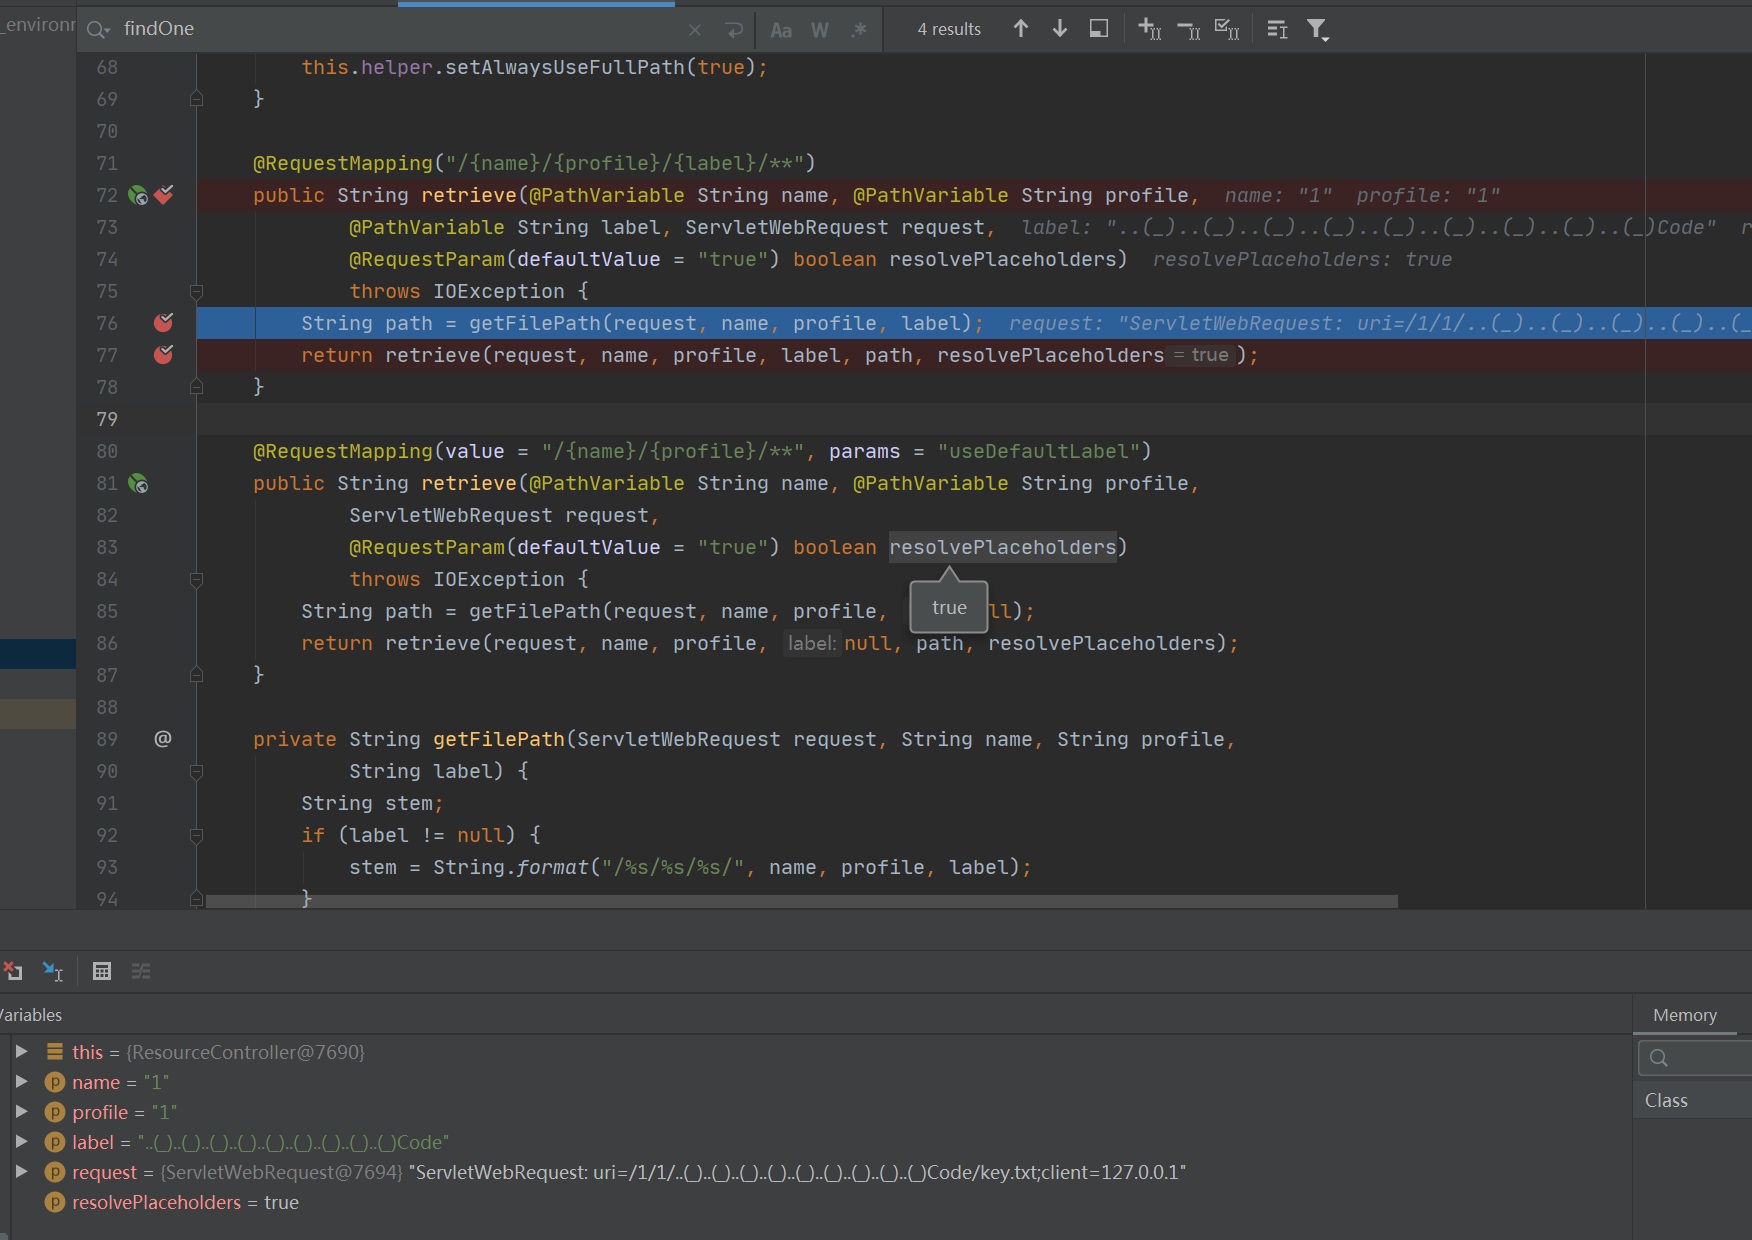 _environm
findOne
Aa W .*
4 results
68 this.helper.setAlwaysUseFullPath(true);
69 }
70
71 @RequestMapping("/{name}/{profile}/{label}/**")
72 public String retrieve(@PathVariable String name, @PathVariable String profile, name: "1" profile: "1"
73 @PathVariable String label, ServletWebRequest request, label: "..(_)..(_)..(_)..(_)..(_)..(_)..(_)..(_)..(_)Code" r
74 @RequestParam(defaultValue = "true") boolean resolvePlaceholders) resolvePlaceholders: true
75 throws IOException {
76 String path = getFilePath(request, name, profile, label); request: "ServletWebRequest: uri=/1/1/..(_)..(_)..(_)..(_)..(_
77 return retrieve(request, name, profile, label, path, resolvePlaceholders = true );
78 }
79
80 @RequestMapping(value = "/{name}/{profile}/**", params = "useDefaultLabel")
81 public String retrieve(@PathVariable String name, @PathVariable String profile,
82 ServletWebRequest request,
83 @RequestParam(defaultValue = "true") boolean resolvePlaceholders)
84 throws IOException {
85 String path = getFilePath(request, name, profile, ll);
true
86 return retrieve(request, name, profile, label: null, path, resolvePlaceholders);
87 }
88
89 @ private String getFilePath(ServletWebRequest request, String name, String profile,
90 String label) {
91 String stem;
92 if (label != null) {
93 stem = String.format("/%s/%s/%s/", name, profile, label);
94 }
Variables
Memory
this = {ResourceController@7690}
p name = "1"
p profile = "1"
p label = "..(_)..(_)..(_)..(_)..(_)..(_)..(_)..(_)..(_)Code"
p request = {ServletWebRequest@7694} "ServletWebRequest: uri=/1/1/..(_)..(_)..(_)..(_)..(_)..(_)..(_)..(_)..(_)Code/key.txt;client=127.0.0.1"
p resolvePlaceholders = true
Class